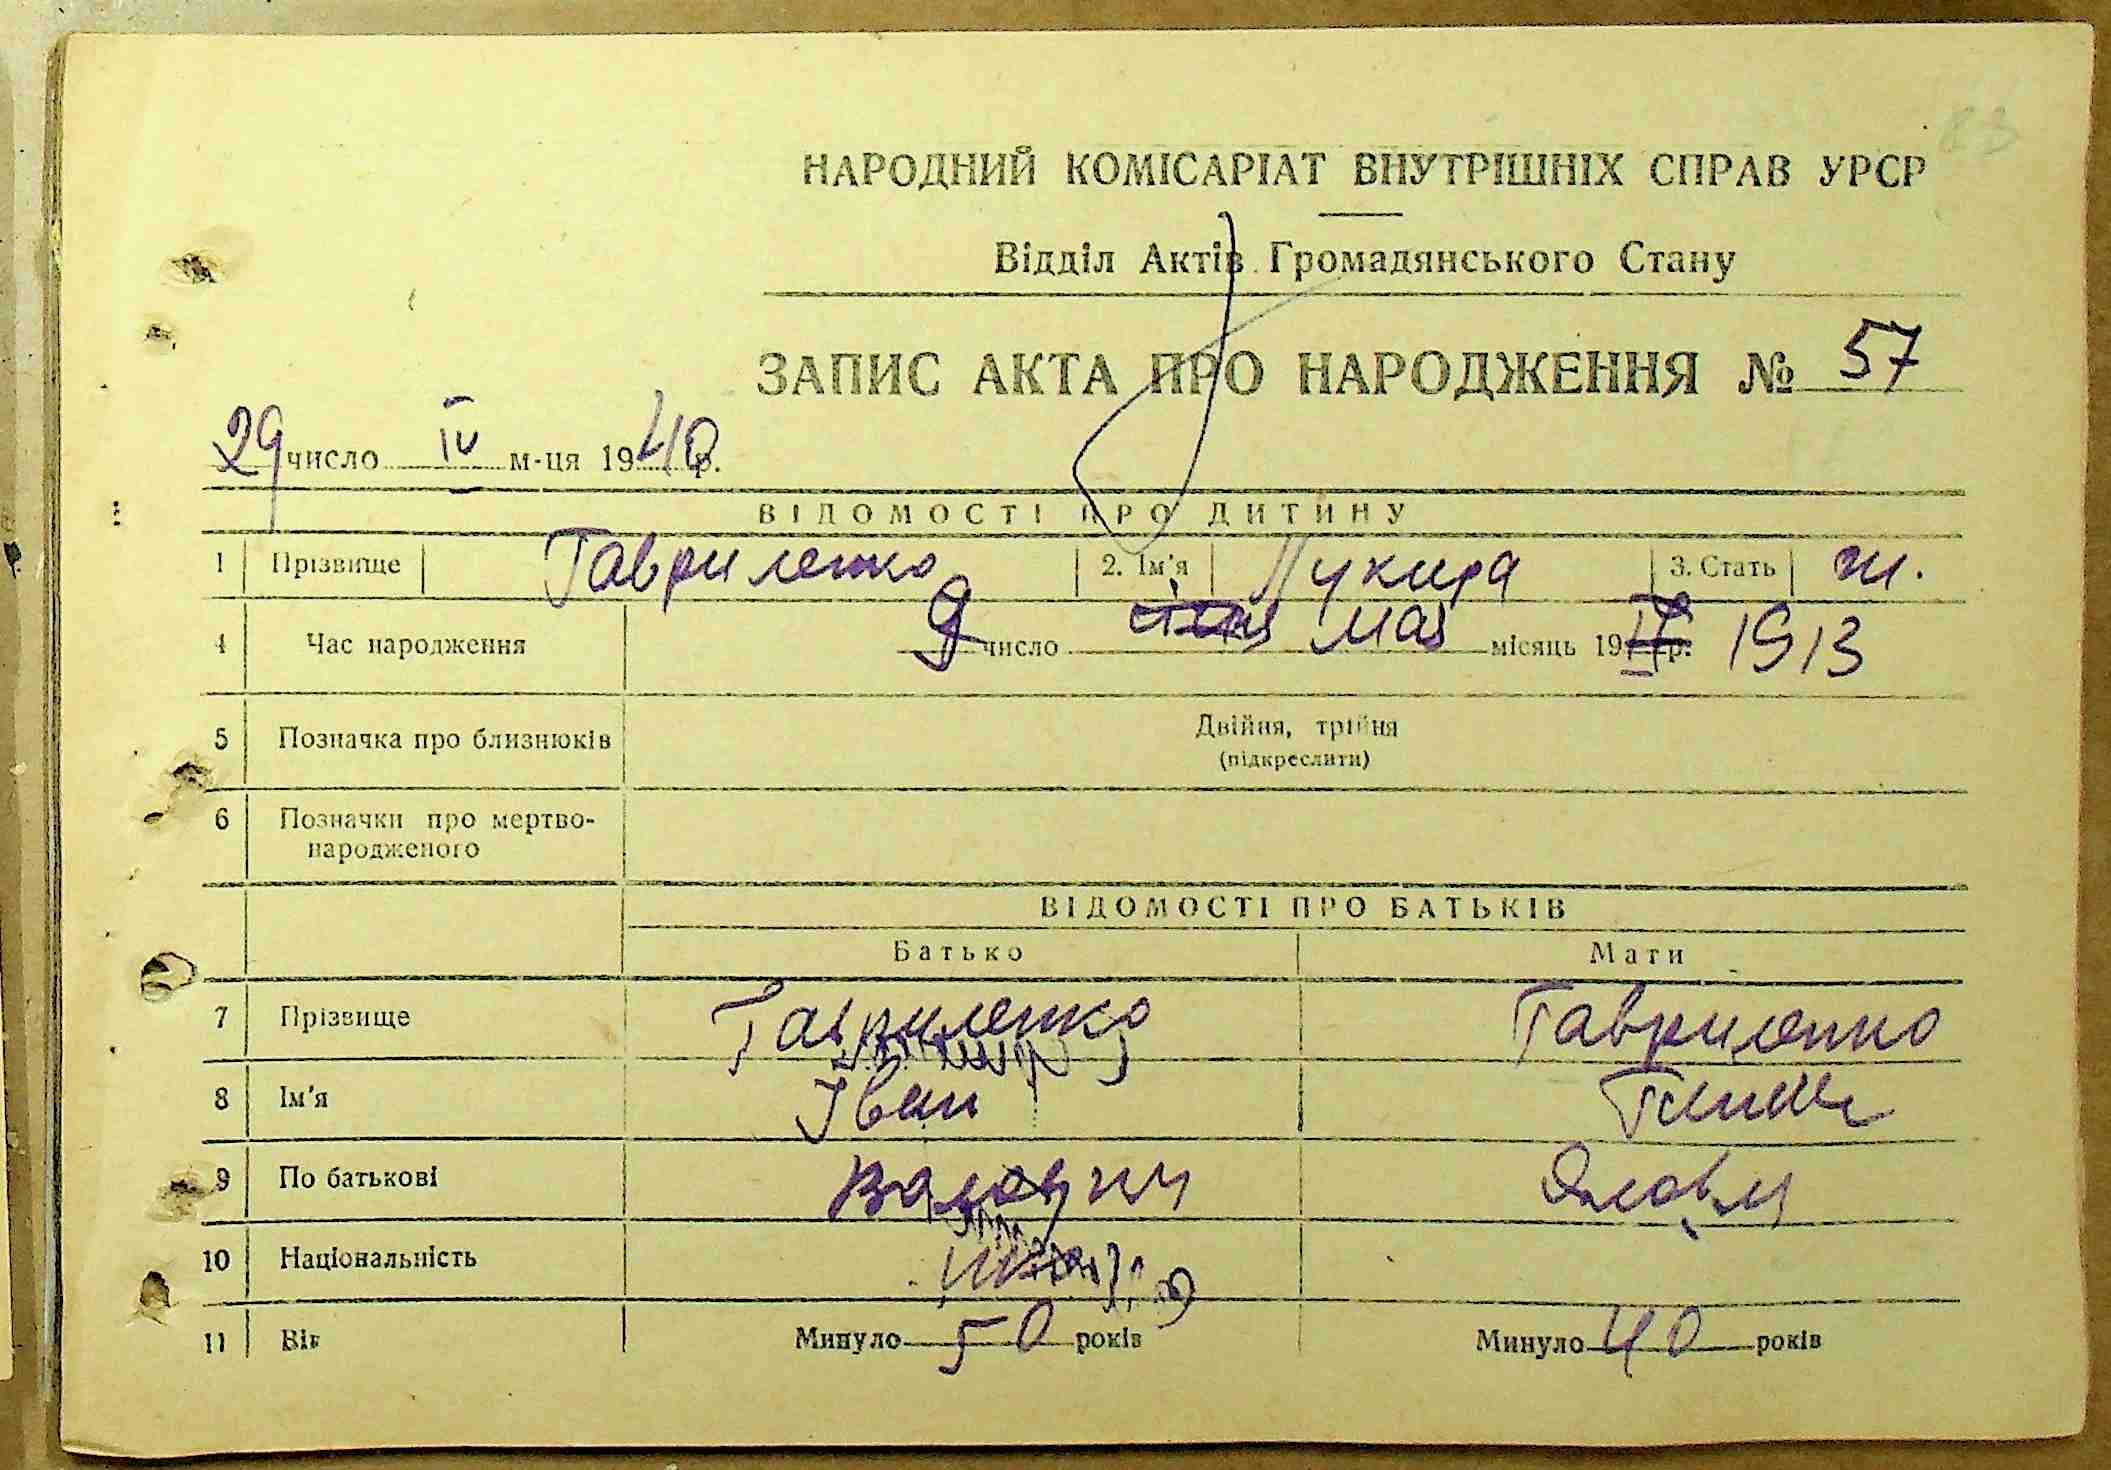 83
НАРОДНИЙ КОМІСАРІАТ ВНУТРІШНІХ СПРАВ УРСР
Відділ Актів Громадянського Стану
ЗАПИС АКТА ПРО НАРОДЖЕННЯ № 57
29 число IV м-ця 1940 р.
ВІДОМОСТІ ПРО ДИТИНУ
1 Прізвище Гавриленко 2. Ім'я 3. Стать ж.
4 Час народження 9 число мая місяць 19 р. 1913
5 Позначка про близнюків Двійня, трійня
(підкреслити)
6 Позначки про мертво-
народженого
ВІДОМОСТІ ПРО БАТЬКІВ
Батько Мати
7 Прізвище Гавриленко Гавриленко
8 Ім'я Іван
9 По батькові
10 Національність
11 Вік Минуло 50 років Минуло 40 років